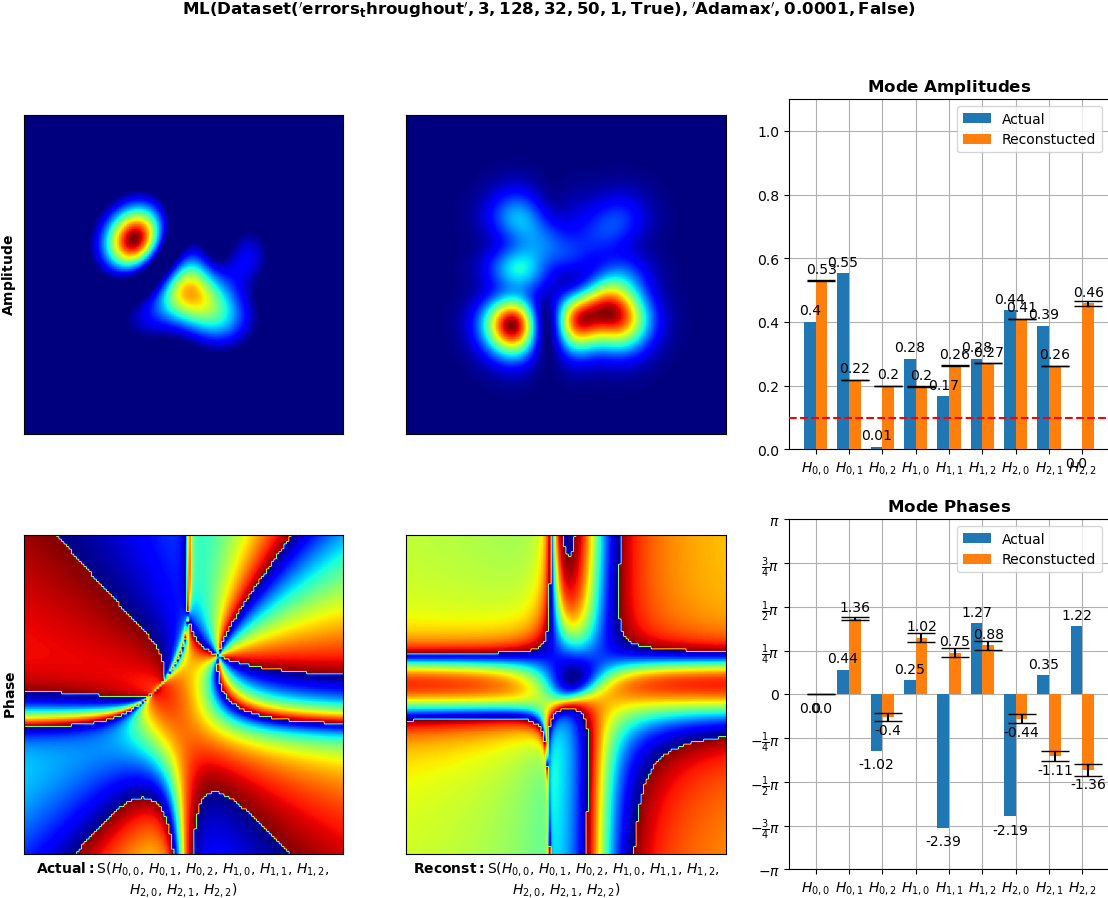 ML(Dataset('errors_throughout', 3, 128, 32, 50, 1, True), 'Adamax', 0.0001, False)
Amplitude
Mode Amplitudes
Actual
Reconstucted
1.0
0.8
0.6
0.4
0.2
0.0
0.4 0.53 0.55 0.22 0.01 0.2 0.28 0.2 0.17 0.26 0.28 0.27 0.44 0.41 0.39 0.26 0.0 0.46
H0,0 H0,1 H0,2 H1,0 H1,1 H1,2 H2,0 H2,1 H2,2
Phase
Actual: S(H0,0, H0,1, H0,2, H1,0, H1,1, H1,2,
H2,0, H2,1, H2,2)
Reconst: S(H0,0, H0,1, H0,2, H1,0, H1,1, H1,2,
H2,0, H2,1, H2,2)
Mode Phases
Actual
Reconstucted
π
3/4π
1/2π
1/4π
0
−1/4π
−1/2π
−3/4π
−π
0.0 0.0 0.44 1.36 -1.02 -0.4 0.25 1.02 -2.39 0.75 1.27 0.88 -2.19 -0.44 0.35 -1.11 1.22 -1.36
H0,0 H0,1 H0,2 H1,0 H1,1 H1,2 H2,0 H2,1 H2,2